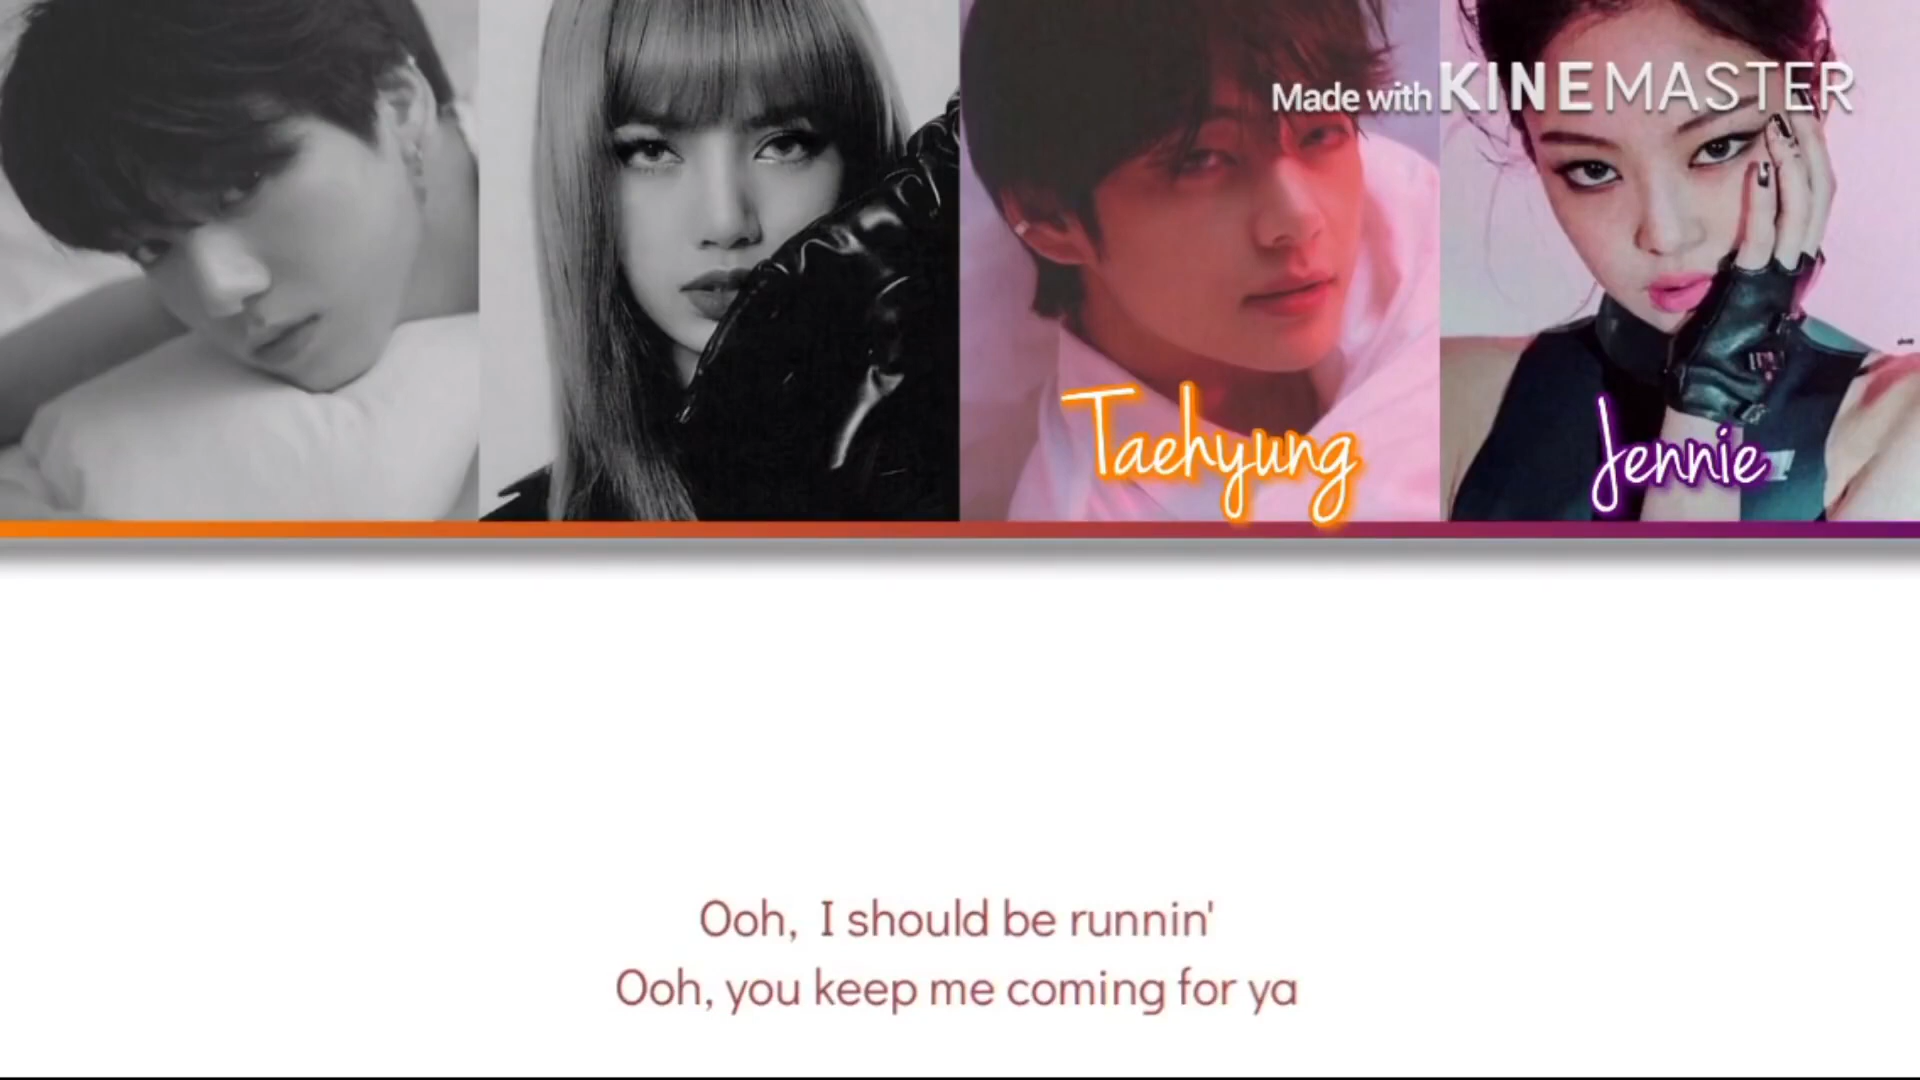 Made with KINEMASTER
Taehyung
Jennie
Ooh, I should be runnin'
Ooh, you keep me coming for ya